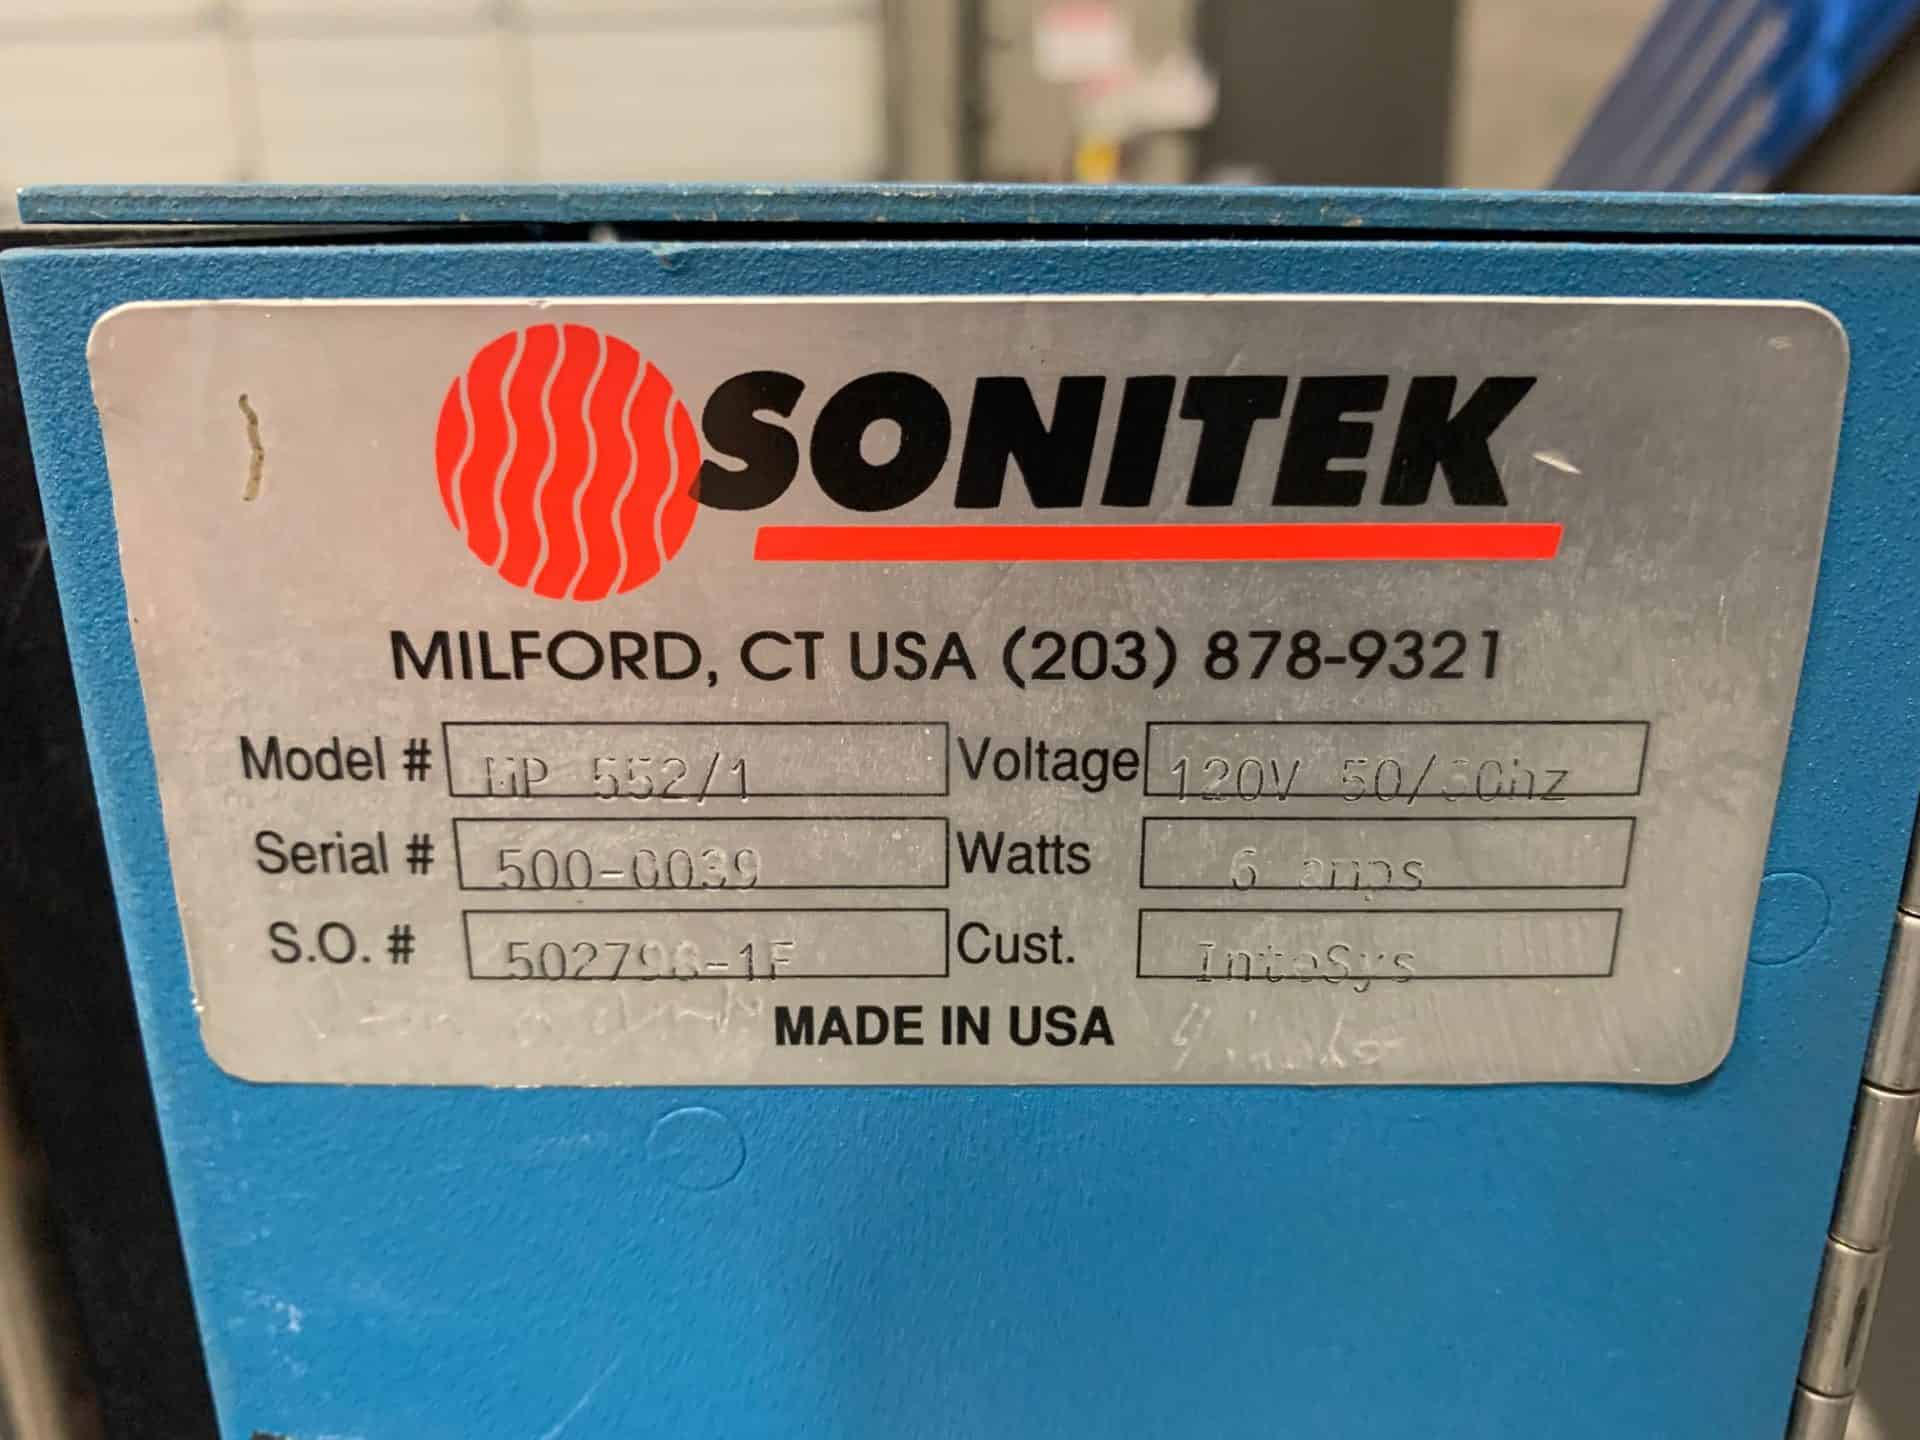 SONITEK
MILFORD, CT USA (203) 878-9321
Model # MP 552/1 Voltage 120V 50/60hz
Serial # 500-0039 Watts 6 amps
S.O. # Cust. InteSys
MADE IN USA